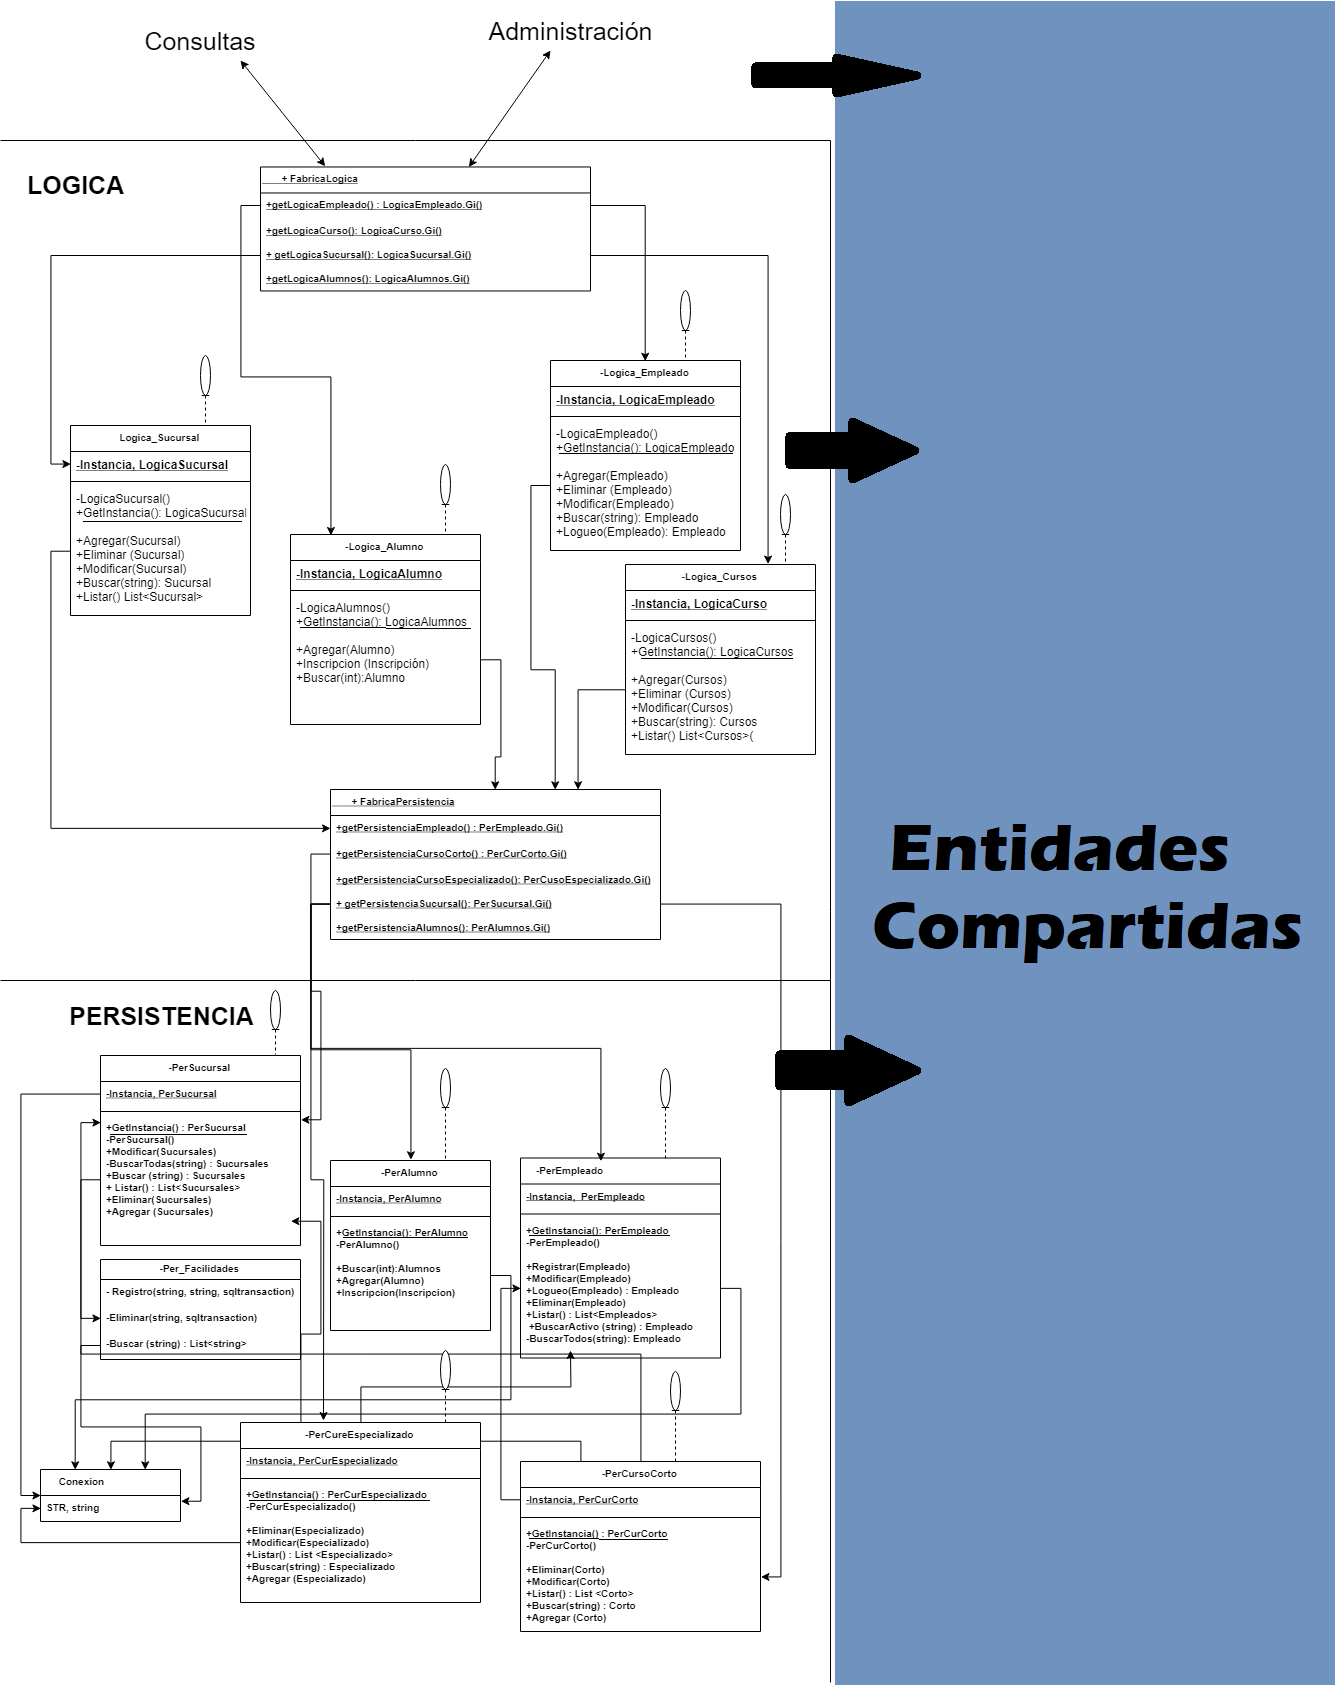 Consultas
Administración
LOGICA
+ FabricaLogica
+getLogicaEmpleado() : LogicaEmpleado.Gi()
+getLogicaCurso(): LogicaCurso.Gi()
+ getLogicaSucursal(): LogicaSucursal.Gi()
+getLogicaAlumnos(): LogicaAlumnos.Gi()
-Logica_Empleado
-Instancia, LogicaEmpleado
-LogicaEmpleado()
+GetInstancia(): LogicaEmpleado
+Agregar(Empleado)
+Eliminar (Empleado)
+Modificar(Empleado)
+Buscar(string): Empleado
+Logueo(Empleado): Empleado
Logica_Sucursal
-Instancia, LogicaSucursal
-LogicaSucursal()
+GetInstancia(): LogicaSucursal
+Agregar(Sucursal)
+Eliminar (Sucursal)
+Modificar(Sucursal)
+Buscar(string): Sucursal
+Listar() List<Sucursal>
-Logica_Alumno
-Instancia, LogicaAlumno
-LogicaAlumnos()
+GetInstancia(): LogicaAlumnos
+Agregar(Alumno)
+Inscripcion (Inscripción)
+Buscar(int):Alumno
-Logica_Cursos
-Instancia, LogicaCurso
-LogicaCursos()
+GetInstancia(): LogicaCursos
+Agregar(Cursos)
+Eliminar (Cursos)
+Modificar(Cursos)
+Buscar(string): Cursos
+Listar() List<Cursos>(
+ FabricaPersistencia
+getPersistenciaEmpleado() : PerEmpleado.Gi()
+getPersistenciaCursoCorto() : PerCurCorto.Gi()
+getPersistenciaCursoEspecializado(): PerCusoEspecializado.Gi()
+ getPersistenciaSucursal(): PerSucursal.Gi()
+getPersistenciaAlumnos(): PerAlumnos.Gi()
Entidades
Compartidas
PERSISTENCIA
-PerSucursal
-Instancia, PerSucursal
+GetInstancia() : PerSucursal
-PerSucursal()
+Modificar(Sucursales)
-BuscarTodas(string) : Sucursales
+Buscar (string) : Sucursales
+ Listar() : List<Sucursales>
+Eliminar(Sucursales)
+Agregar (Sucursales)
-PerAlumno
-Instancia, PerAlumno
+GetInstancia(): PerAlumno
-PerAlumno()
+Buscar(int):Alumnos
+Agregar(Alumno)
+Inscripcion(Inscripcion)
-PerEmpleado
-Instancia, PerEmpleado
+GetInstancia(): PerEmpleado
-PerEmpleado()
+Registrar(Empleado)
+Modificar(Empleado)
+Logueo(Empleado) : Empleado
+Eliminar(Empleado)
+Listar() : List<Empleados>
+BuscarActivo (string) : Empleado
-BuscarTodos(string): Empleado
-Per_Facilidades
- Registro(string, string, sqltransaction)
-Eliminar(string, sqltransaction)
-Buscar (string) : List<string>
Conexion
STR, string
-PerCureEspecializado
-Instancia, PerCurEspecializado
+GetInstancia() : PerCurEspecializado
-PerCurEspecializado()
+Eliminar(Especializado)
+Modificar(Especializado)
+Listar() : List <Especializado>
+Buscar(string) : Especializado
+Agregar (Especializado)
-PerCursoCorto
-Instancia, PerCurCorto
+GetInstancia() : PerCurCorto
-PerCurCorto()
+Eliminar(Corto)
+Modificar(Corto)
+Listar() : List <Corto>
+Buscar(string) : Corto
+Agregar (Corto)